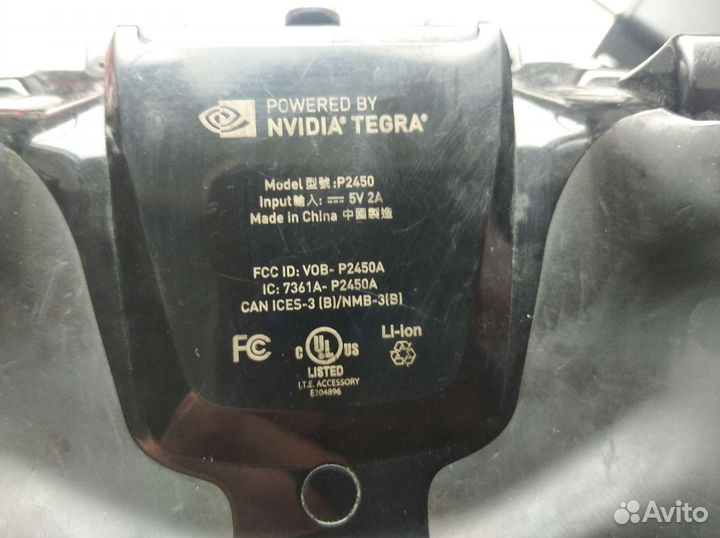 POWERED BY
NVIDIA® TEGRA®
Model 型號 :P2450
Input 輸入: ⎓ 5V 2A
Made in China 中國製造
FCC ID: VOB- P2450A
IC: 7361A- P2450A
CAN ICES-3 (B)/NMB-3(B)
FC
C UL US
LISTED
I.T.E. ACCESSORY
E204896
Li-ion
Avito